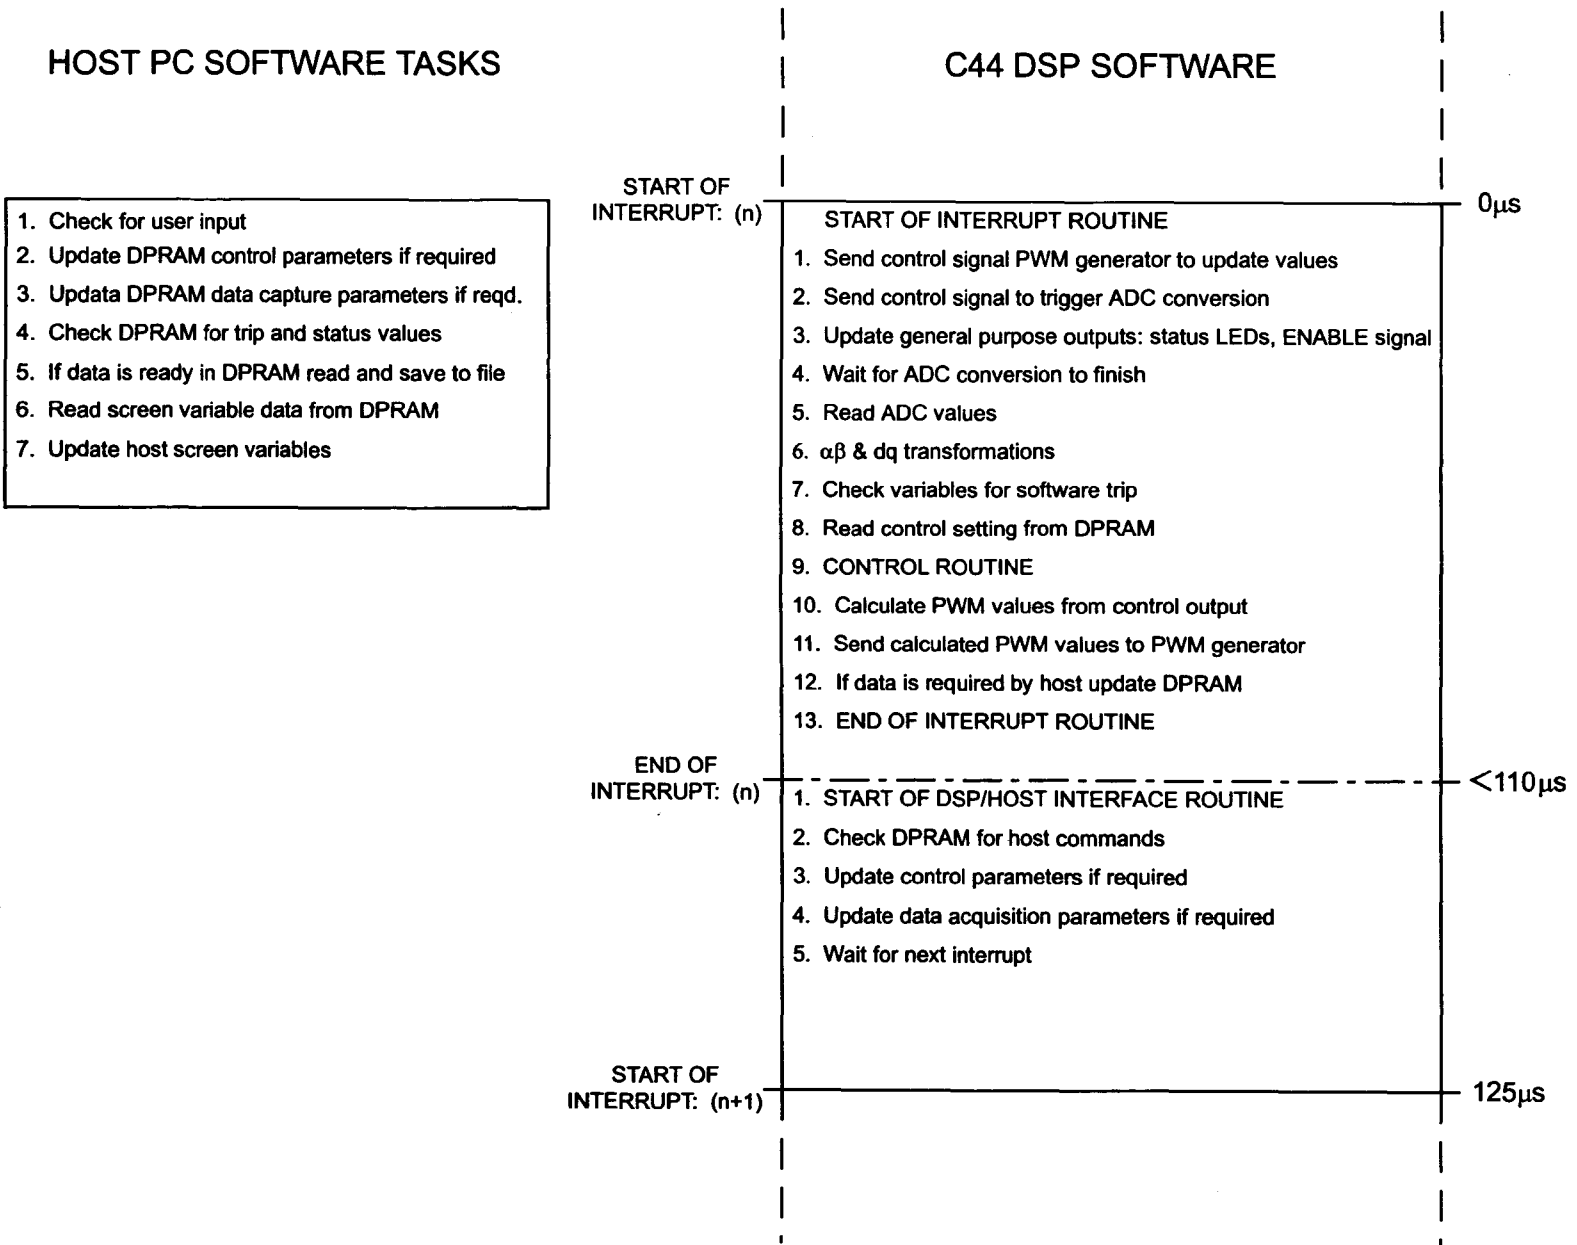 HOST PC SOFTWARE TASKS
1. Check for user input
2. Update DPRAM control parameters if required
3. Updata DPRAM data capture parameters if reqd.
4. Check DPRAM for trip and status values
5. If data is ready in DPRAM read and save to file
6. Read screen variable data from DPRAM
7. Update host screen variables
C44 DSP SOFTWARE
START OF
INTERRUPT: (n)
0µs
START OF INTERRUPT ROUTINE
1. Send control signal PWM generator to update values
2. Send control signal to trigger ADC conversion
3. Update general purpose outputs: status LEDs, ENABLE signal
4. Wait for ADC conversion to finish
5. Read ADC values
6. αβ & dq transformations
7. Check variables for software trip
8. Read control setting from DPRAM
9. CONTROL ROUTINE
10. Calculate PWM values from control output
11. Send calculated PWM values to PWM generator
12. If data is required by host update DPRAM
13. END OF INTERRUPT ROUTINE
END OF
INTERRUPT: (n)
<110µs
1. START OF DSP/HOST INTERFACE ROUTINE
2. Check DPRAM for host commands
3. Update control parameters if required
4. Update data acquisition parameters if required
5. Wait for next interrupt
START OF
INTERRUPT: (n+1)
125µs